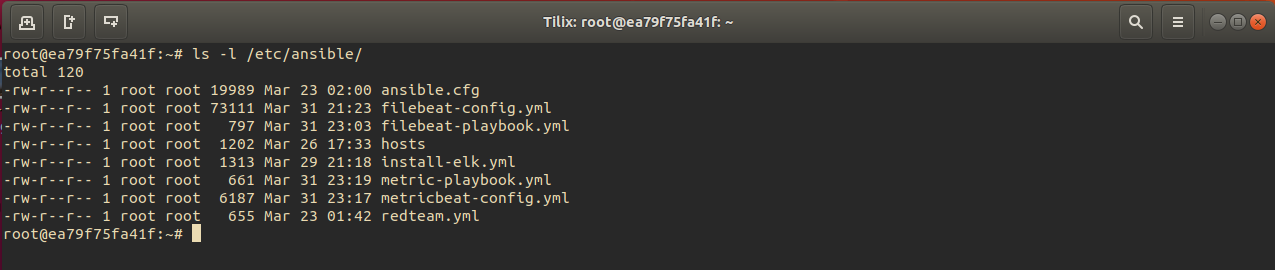 Tilix: root@ea79f75fa41f: ~
root@ea79f75fa41f:~# ls -l /etc/ansible/
total 120
-rw-r--r-- 1 root root 19989 Mar 23 02:00 ansible.cfg
-rw-r--r-- 1 root root 73111 Mar 31 21:23 filebeat-config.yml
-rw-r--r-- 1 root root   797 Mar 31 23:03 filebeat-playbook.yml
-rw-r--r-- 1 root root  1202 Mar 26 17:33 hosts
-rw-r--r-- 1 root root  1313 Mar 29 21:18 install-elk.yml
-rw-r--r-- 1 root root   661 Mar 31 23:19 metric-playbook.yml
-rw-r--r-- 1 root root  6187 Mar 31 23:17 metricbeat-config.yml
-rw-r--r-- 1 root root   655 Mar 23 01:42 redteam.yml
root@ea79f75fa41f:~#